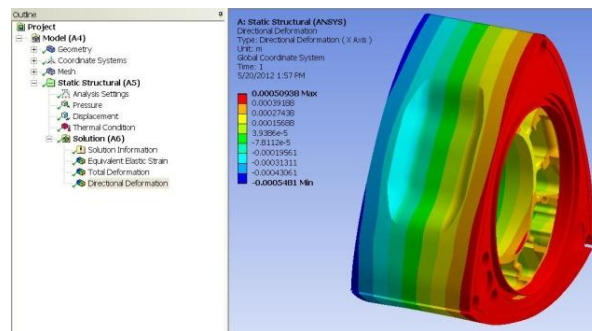 Outline
Project
Model (A4)
Geometry
Coordinate Systems
Mesh
Static Structural (A5)
Analysis Settings
Pressure
Displacement
Thermal Condition
Solution (A6)
Solution Information
Equivalent Elastic Strain
Total Deformation
Directional Deformation
A: Static Structural (ANSYS)
Directional Deformation
Type: Directional Deformation ( X Axis )
Unit: m
Global Coordinate System
Time: 1
5/20/2012 1:57 PM
0.00050938 Max
0.00039188
0.00027438
0.00015688
3.9386e-5
-7.8112e-5
-0.00019561
-0.00031311
-0.00043061
-0.0005481 Min